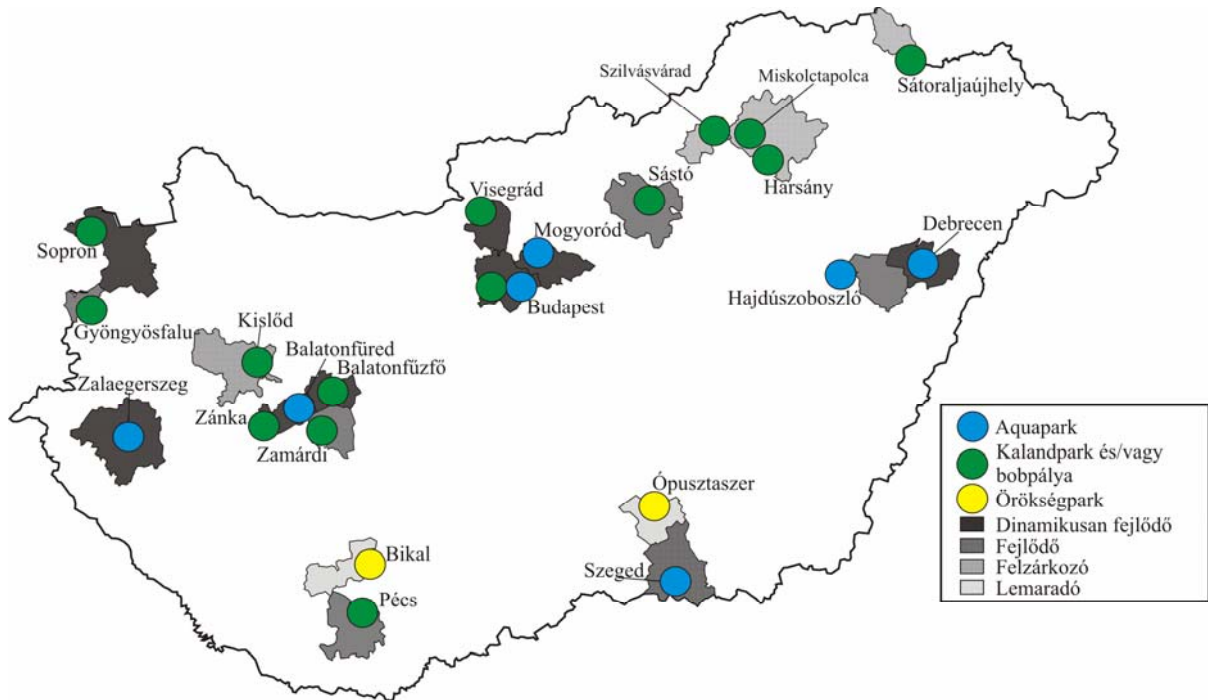 Szilvásvárad
Miskolctapolca
Sátoraljaújhely
Harsány
Sástó
Visegrád
Mogyoród
Sopron
Debrecen
Hajdúszoboszló
Budapest
Gyöngyösfalu
Kislőd
Balatonfüred
Balatonfűzfő
Zalaegerszeg
Zánka
Zamárdi
Ópusztaszer
Bikal
Szeged
Pécs
Aquapark
Kalandpark és/vagy
bobpálya
Örökségpark
Dinamikusan fejlődő
Fejlődő
Felzárkozó
Lemaradó